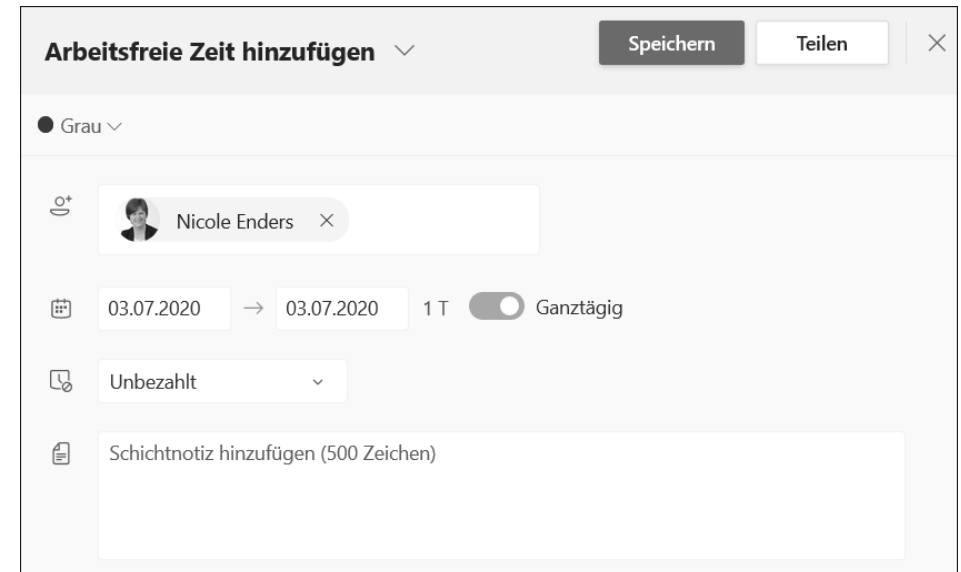 Arbeitsfreie Zeit hinzufügen Speichern Teilen
Grau
Nicole Enders
03.07.2020 → 03.07.2020 1 T Ganztägig
Unbezahlt
Schichtnotiz hinzufügen (500 Zeichen)